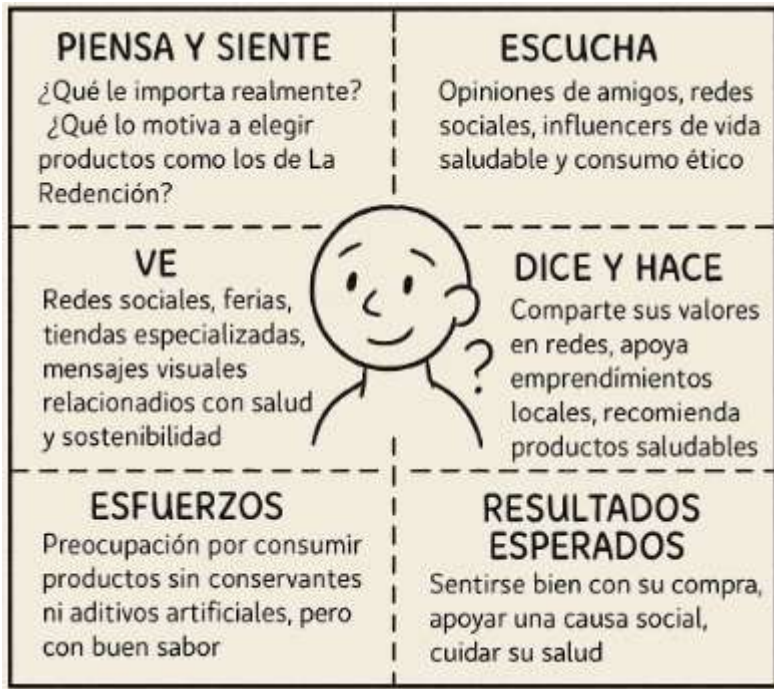 PIENSA Y SIENTE
¿Qué le importa realmente?
¿Qué lo motiva a elegir
productos como los de La
Redención?
ESCUCHA
Opiniones de amigos, redes
sociales, influencers de vida
saludable y consumo ético
VE
Redes sociales, ferias,
tiendas especializadas,
mensajes visuales
relacionadios con salud
y sostenibilidad
DICE Y HACE
Comparte sus valores
en redes, apoya
emprendímientos
locales, recomienda
productos saludables
?
ESFUERZOS
Preocupación por consumir
productos sin conservantes
ni aditivos artificiales, pero
con buen sabor
RESULTADOS
ESPERADOS
Sentirse bien con su compra,
apoyar una causa social,
cuidar su salud